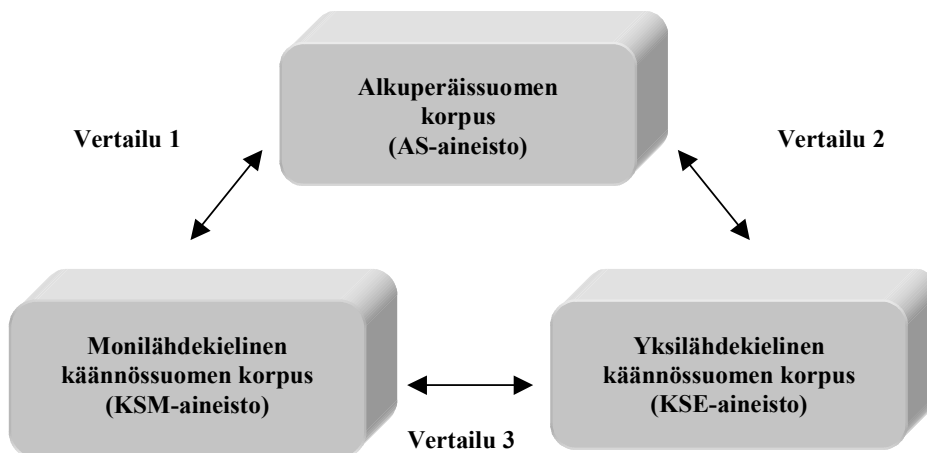 Alkuperäissuomen
korpus
(AS-aineisto)
Vertailu 1
Vertailu 2
Monilähdekielinen
käännössuomen korpus
(KSM-aineisto)
Yksilähdekielinen
käännössuomen korpus
(KSE-aineisto)
Vertailu 3